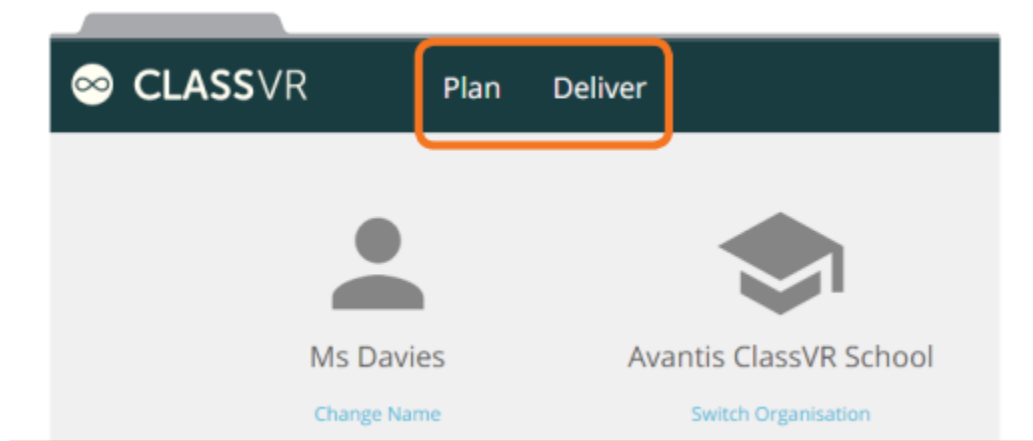 CLASSVR Plan Deliver
Ms Davies Avantis ClassVR School
Change Name Switch Organisation